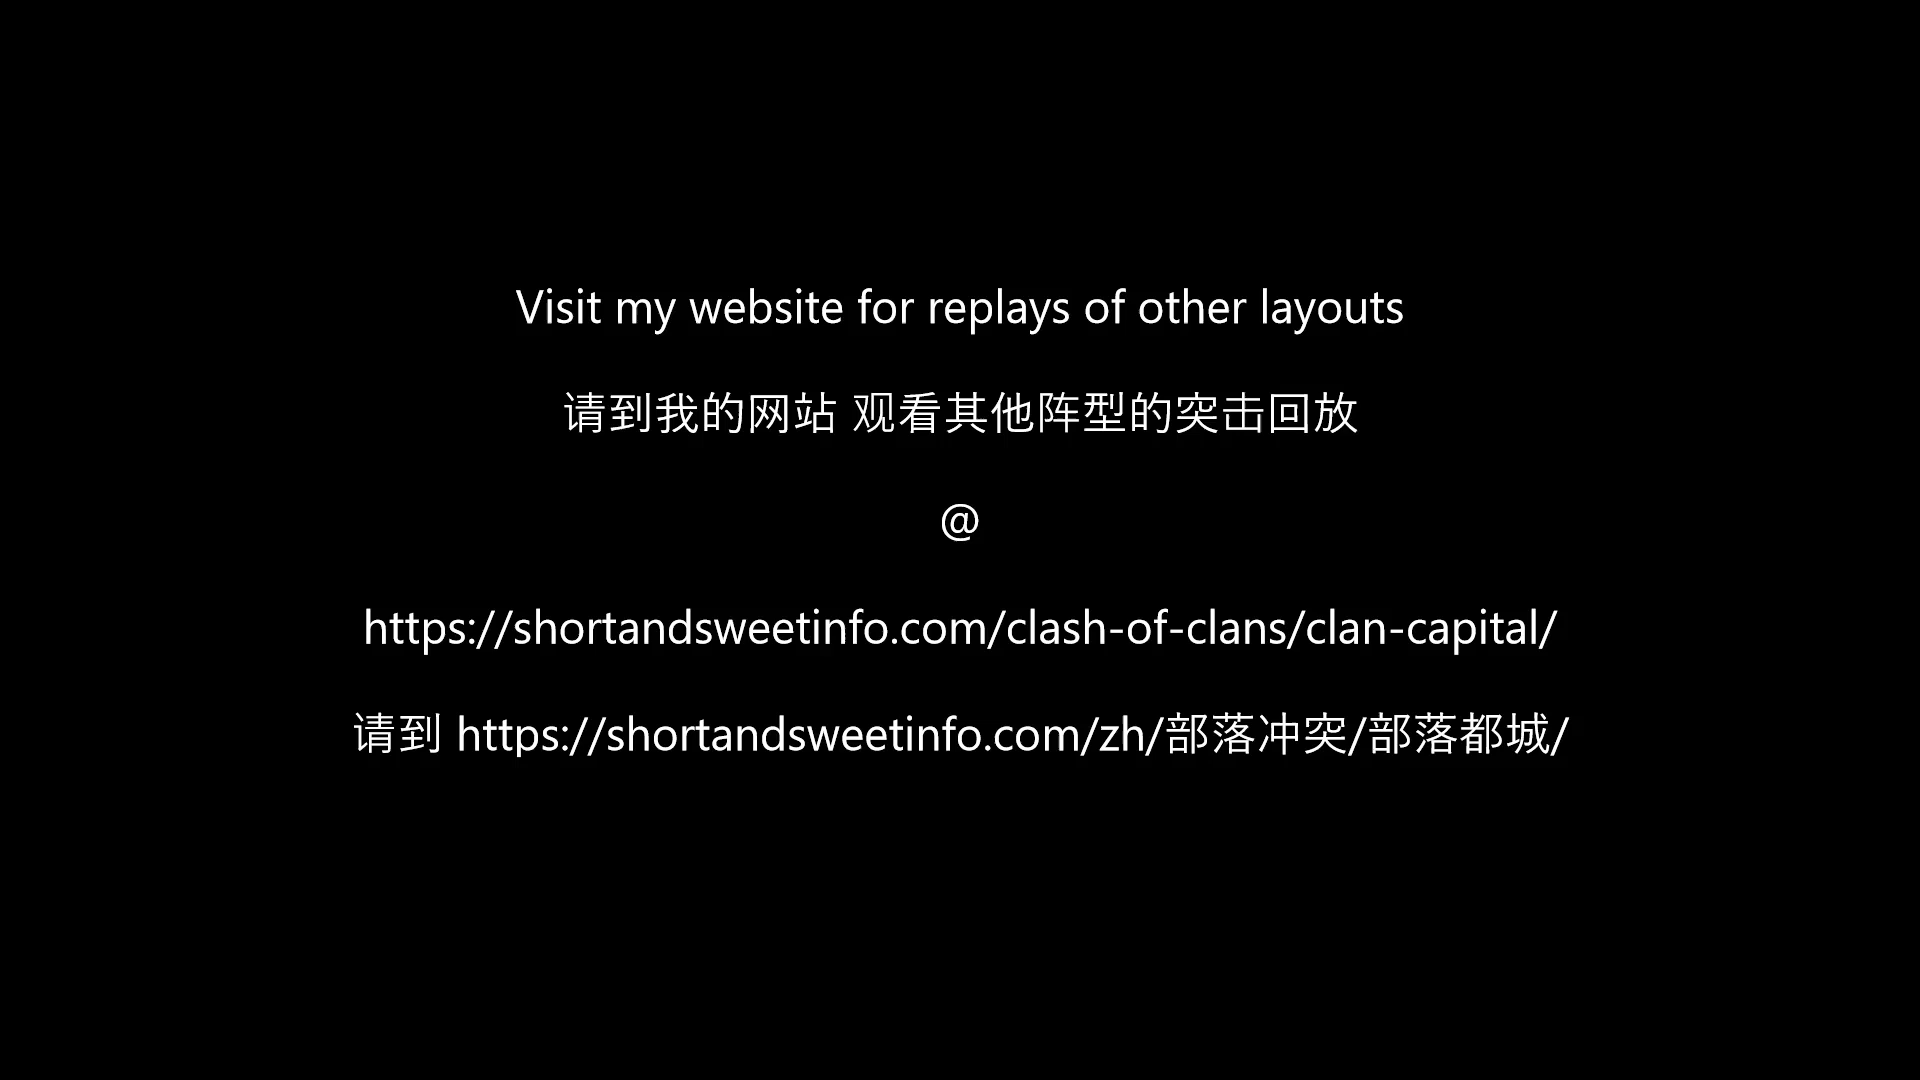 Visit my website for replays of other layouts
请到我的网站 观看其他阵型的突击回放
@
https://shortandsweetinfo.com/clash-of-clans/clan-capital/
请到 https://shortandsweetinfo.com/zh/部落冲突/部落都城/